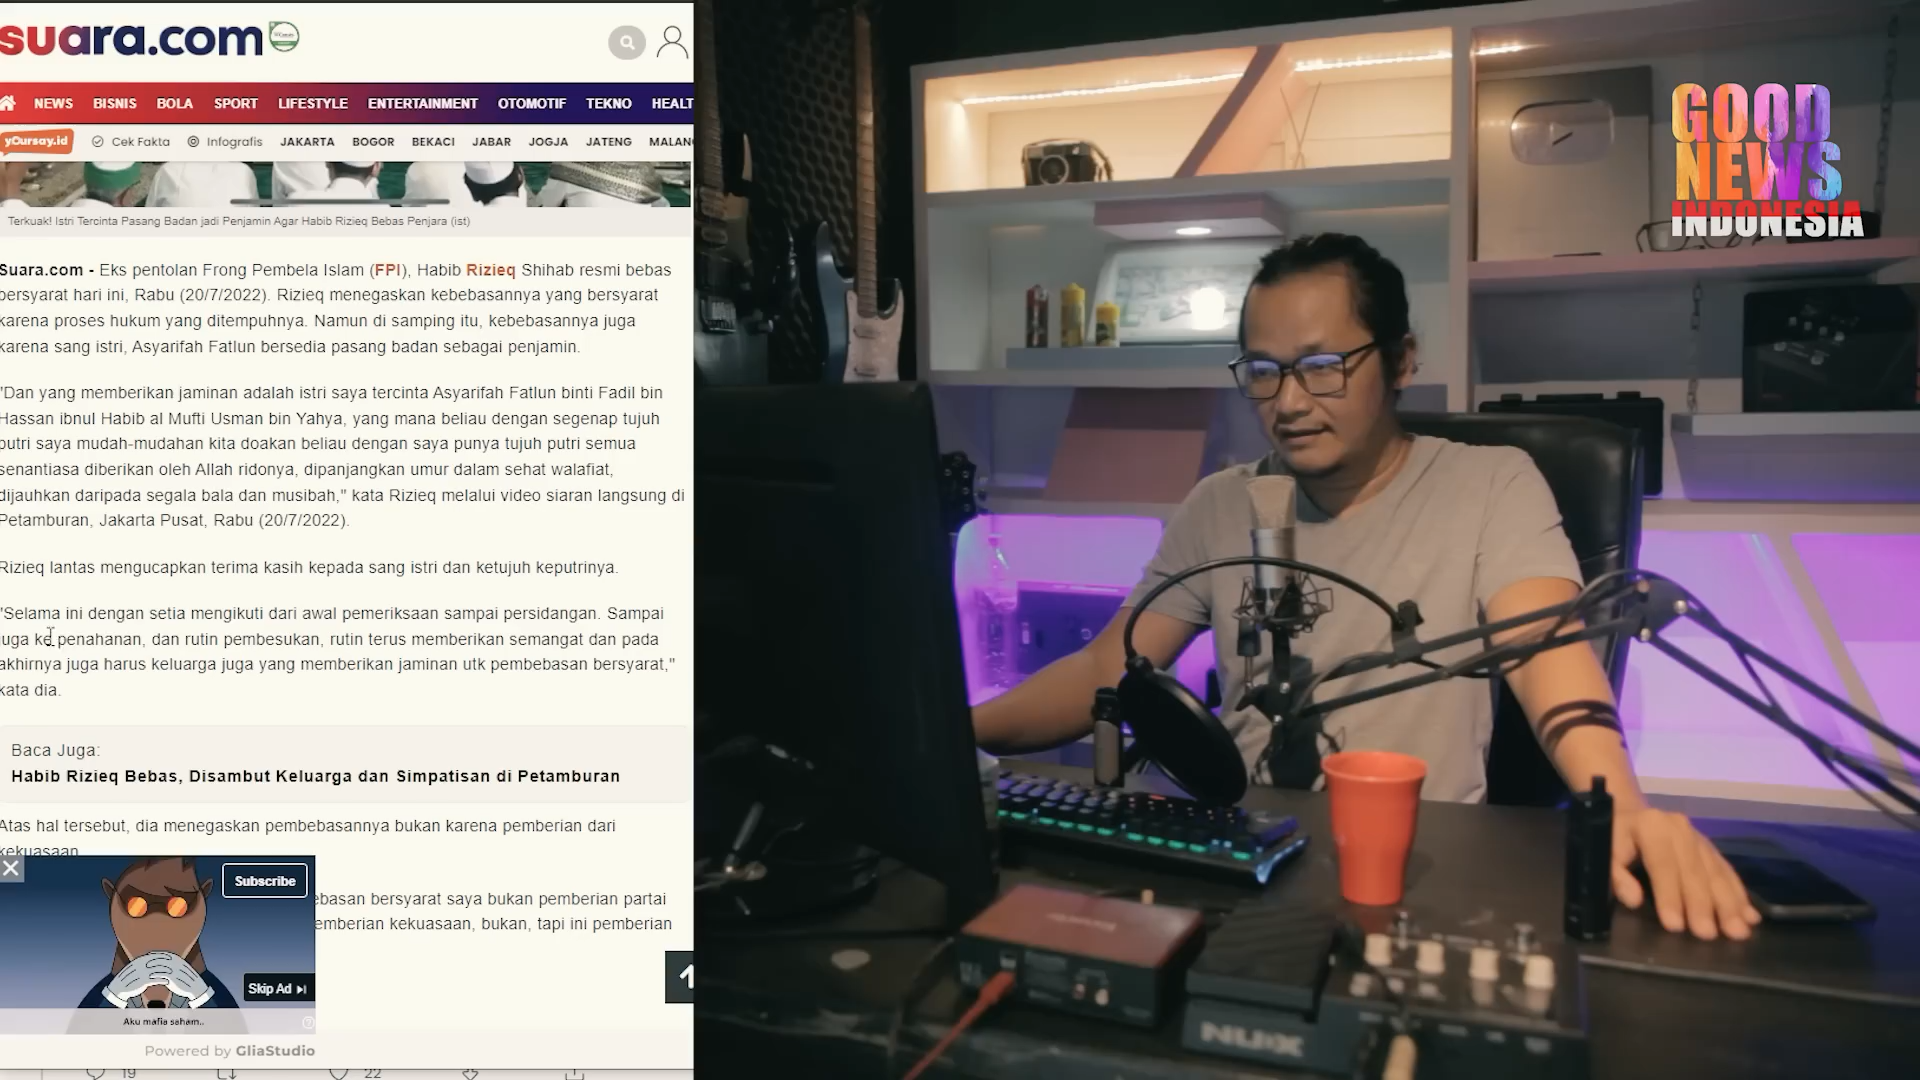 suara.com
NEWS BISNIS BOLA SPORT LIFESTYLE ENTERTAINMENT OTOMOTIF TEKNO HEALT
yOursay.id Cek Fakta Infografis JAKARTA BOGOR BEKACI JABAR JOGJA JATENG MALAN
Terkuak! Istri Tercinta Pasang Badan jadi Penjamin Agar Habib Rizieq Bebas Penjara (ist)
Suara.com - Eks pentolan Frong Pembela Islam (FPI), Habib Rizieq Shihab resmi bebas
bersyarat hari ini, Rabu (20/7/2022). Rizieq menegaskan kebebasannya yang bersyarat
karena proses hukum yang ditempuhnya. Namun di samping itu, kebebasannya juga
karena sang istri, Asyarifah Fatlun bersedia pasang badan sebagai penjamin.
"Dan yang memberikan jaminan adalah istri saya tercinta Asyarifah Fatlun binti Fadil bin
Hassan ibnul Habib al Mufti Usman bin Yahya, yang mana beliau dengan segenap tujuh
putri saya mudah-mudahan kita doakan beliau dengan saya punya tujuh putri semua
senantiasa diberikan oleh Allah ridonya, dipanjangkan umur dalam sehat walafiat,
dijauhkan daripada segala bala dan musibah," kata Rizieq melalui video siaran langsung di
Petamburan, Jakarta Pusat, Rabu (20/7/2022).
Rizieq lantas mengucapkan terima kasih kepada sang istri dan ketujuh keputrinya.
"Selama ini dengan setia mengikuti dari awal pemeriksaan sampai persidangan. Sampai
juga ke penahanan, dan rutin pembesukan, rutin terus memberikan semangat dan pada
akhirnya juga harus keluarga juga yang memberikan jaminan utk pembebasan bersyarat,"
kata dia.
Baca Juga:
Habib Rizieq Bebas, Disambut Keluarga dan Simpatisan di Petamburan
Atas hal tersebut, dia menegaskan pembebasannya bukan karena pemberian dari
kekuasaan.
ebasan bersyarat saya bukan pemberian partai
emberian kekuasaan, bukan, tapi ini pemberian
Subscribe
Skip Ad
Aku mafia saham..
Powered by GliaStudio
19 22
GOOD
NEWS
INDONESIA
NUX